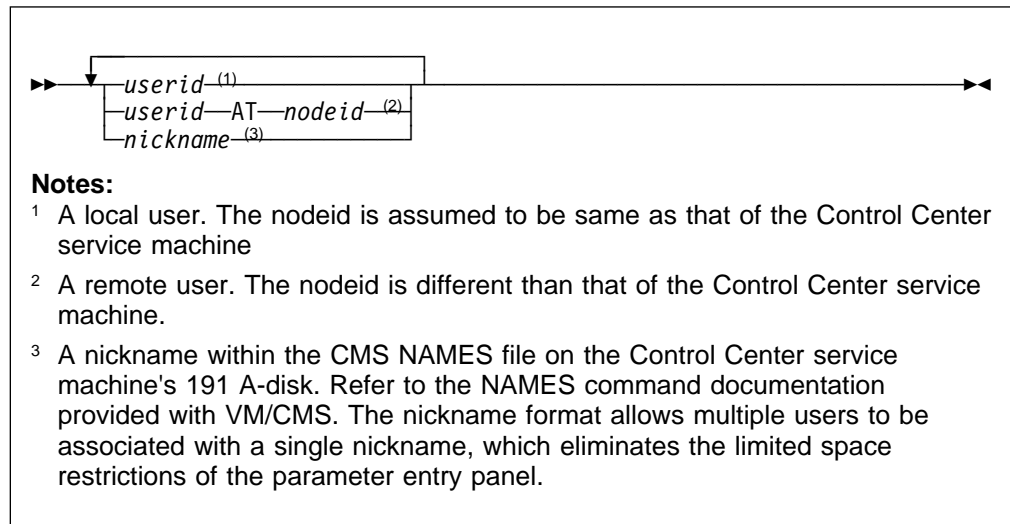 userid (1)
userid AT nodeid (2)
nickname (3)
Notes:
1 A local user. The nodeid is assumed to be same as that of the Control Center
service machine
2 A remote user. The nodeid is different than that of the Control Center service
machine.
3 A nickname within the CMS NAMES file on the Control Center service
machine's 191 A-disk. Refer to the NAMES command documentation
provided with VM/CMS. The nickname format allows multiple users to be
associated with a single nickname, which eliminates the limited space
restrictions of the parameter entry panel.